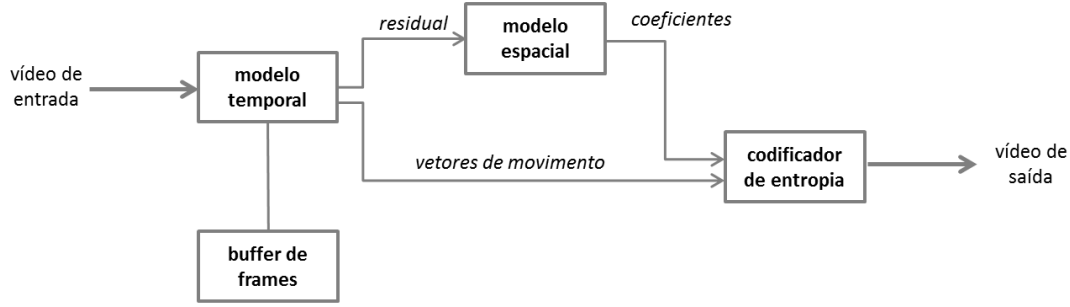 vídeo de
entrada
modelo
temporal
residual
modelo
espacial
coeficientes
vetores de movimento
codificador
de entropia
vídeo de
saída
buffer de
frames